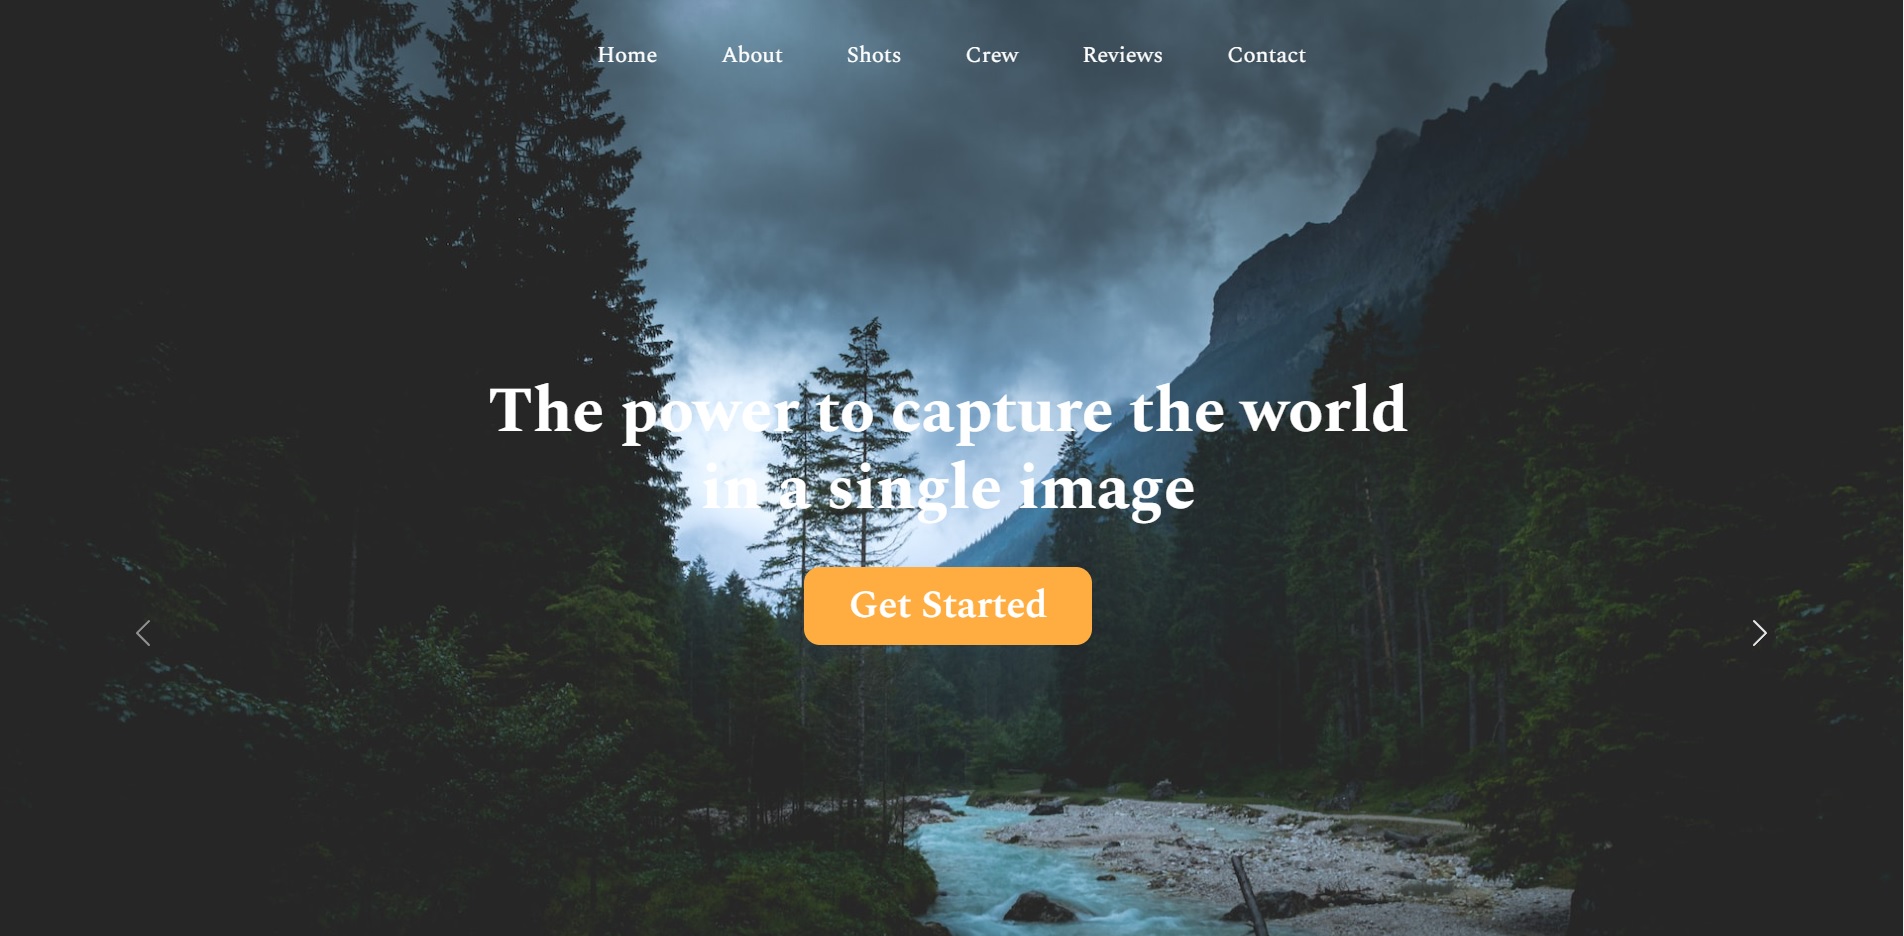 Home About Shots Crew Reviews Contact
The power to capture the world
in a single image
Get Started